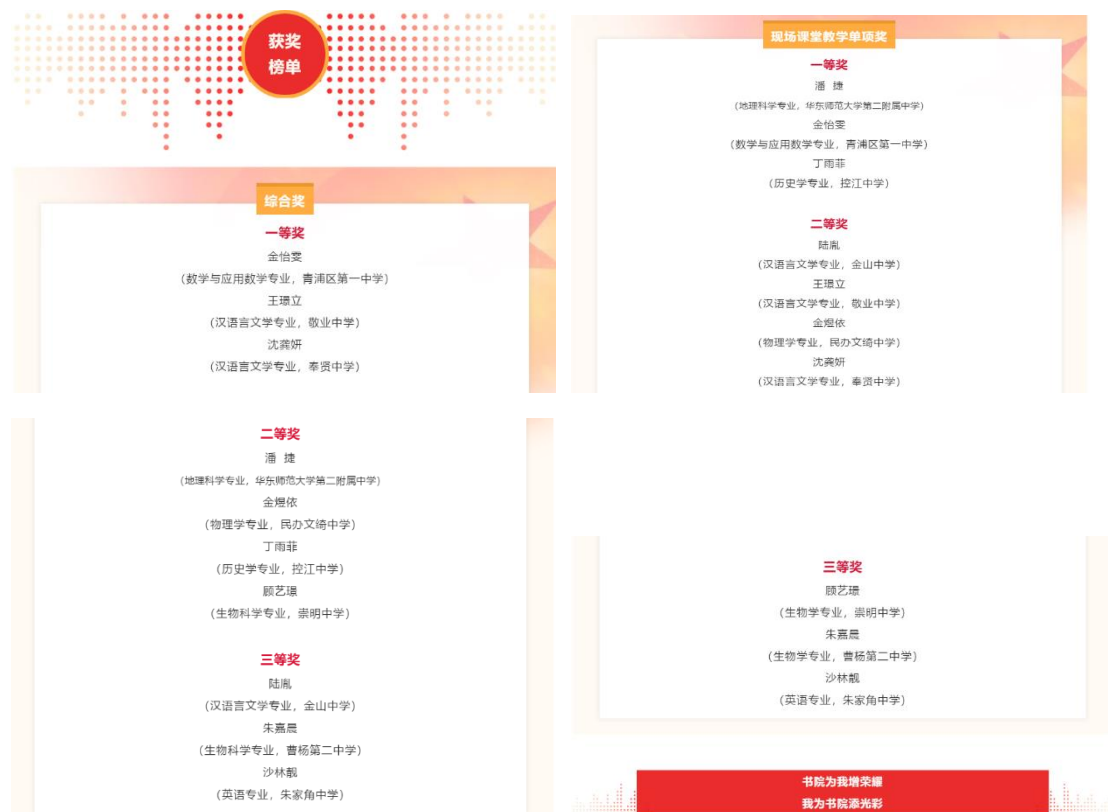 获奖
榜单
综合奖
一等奖
金怡雯
（数学与应用数学专业，青浦区第一中学）
王璟立
（汉语言文学专业，敬业中学）
沈龚妍
（汉语言文学专业，奉贤中学）
二等奖
潘 捷
（地理科学专业，华东师范大学第二附属中学）
金煜依
（物理学专业，民办文绮中学）
丁雨菲
（历史学专业，控江中学）
顾艺璟
（生物科学专业，崇明中学）
三等奖
陆胤
（汉语言文学专业，金山中学）
朱嘉晨
（生物科学专业，曹杨第二中学）
沙林靓
（英语专业，朱家角中学）
现场课堂教学单项奖
一等奖
潘 捷
（地理科学专业，华东师范大学第二附属中学）
金怡雯
（数学与应用数学专业，青浦区第一中学）
丁雨菲
（历史学专业，控江中学）
二等奖
陆胤
（汉语言文学专业，金山中学）
王璟立
（汉语言文学专业，敬业中学）
金煜依
（物理学专业，民办文绮中学）
沈龚妍
（汉语言文学专业，奉贤中学）
三等奖
顾艺璟
（生物学专业，崇明中学）
朱嘉晨
（生物学专业，曹杨第二中学）
沙林靓
（英语专业，朱家角中学）
书院为我增荣耀
我为书院添光彩